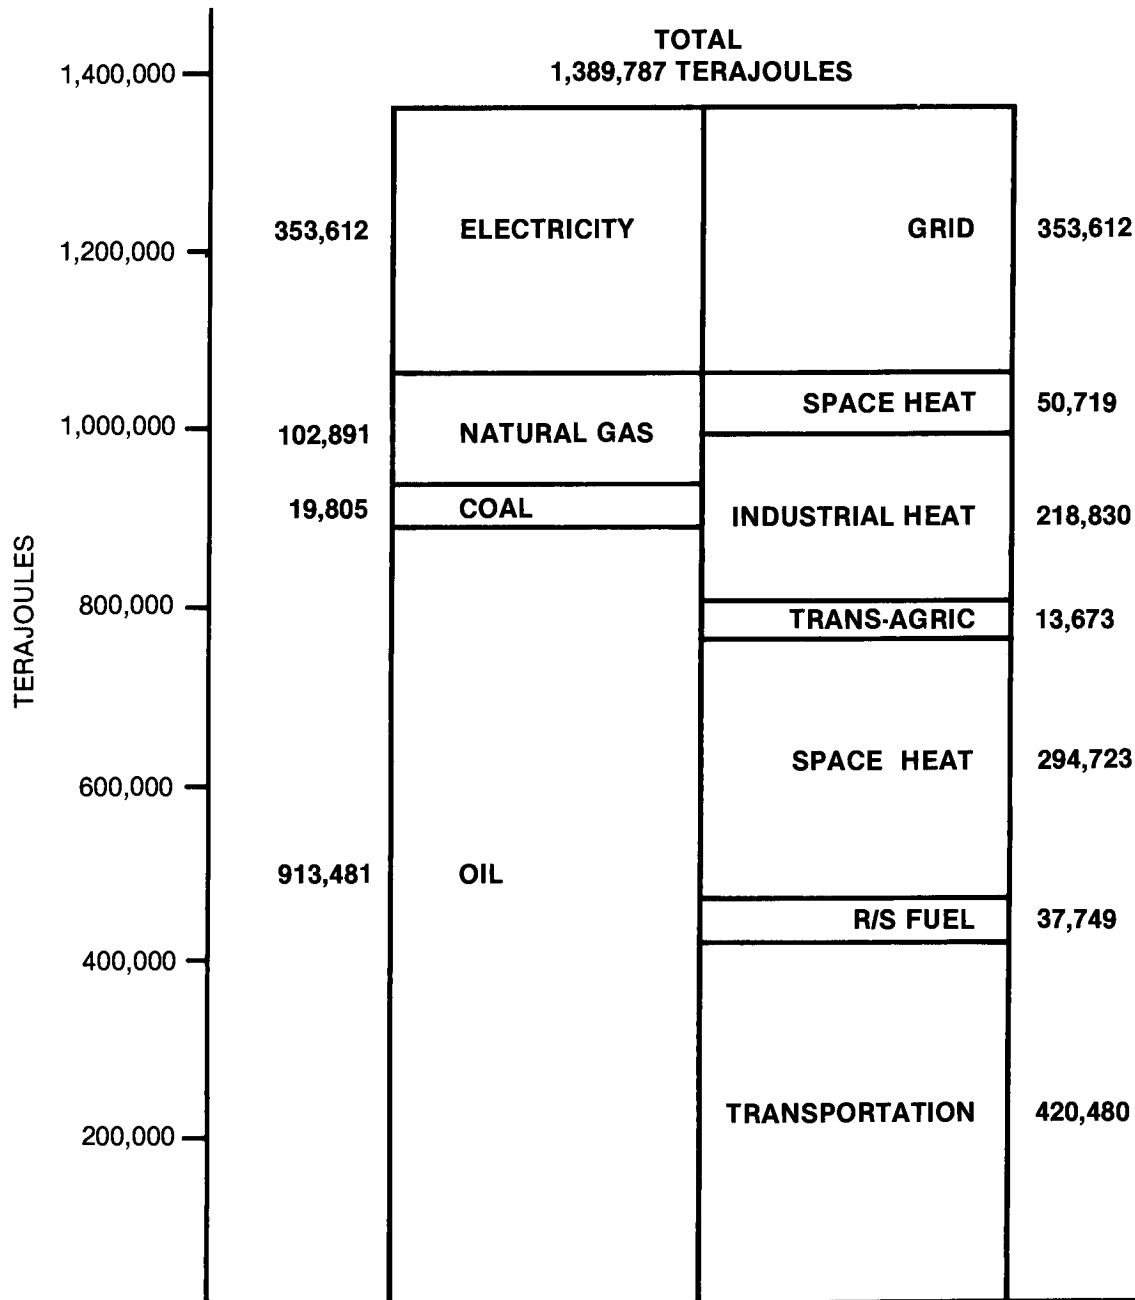 TOTAL
1,389,787 TERAJOULES
1,400,000
353,612 ELECTRICITY GRID 353,612
1,200,000
SPACE HEAT 50,719
1,000,000
102,891 NATURAL GAS
19,805 COAL
INDUSTRIAL HEAT 218,830
800,000
TRANS-AGRIC 13,673
TERAJOULES
SPACE HEAT 294,723
600,000
913,481 OIL
R/S FUEL 37,749
400,000
TRANSPORTATION 420,480
200,000